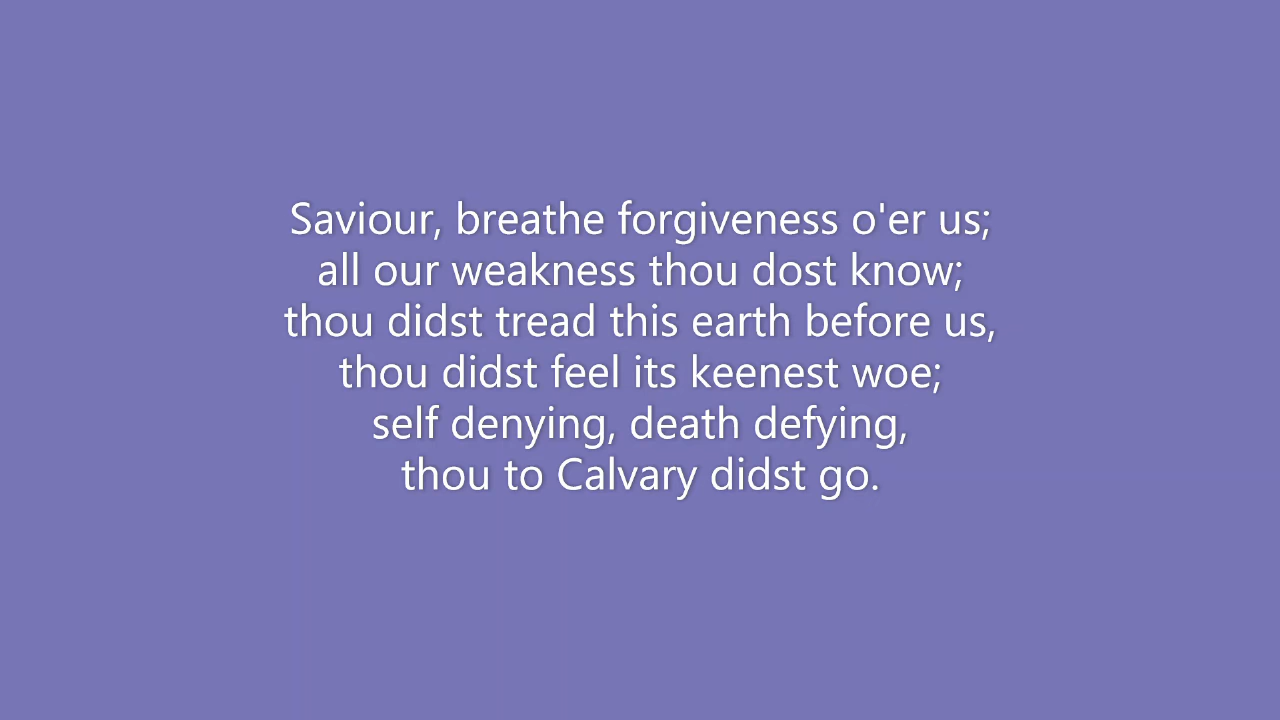 Saviour, breathe forgiveness o'er us;
all our weakness thou dost know;
thou didst tread this earth before us,
thou didst feel its keenest woe;
self denying, death defying,
thou to Calvary didst go.